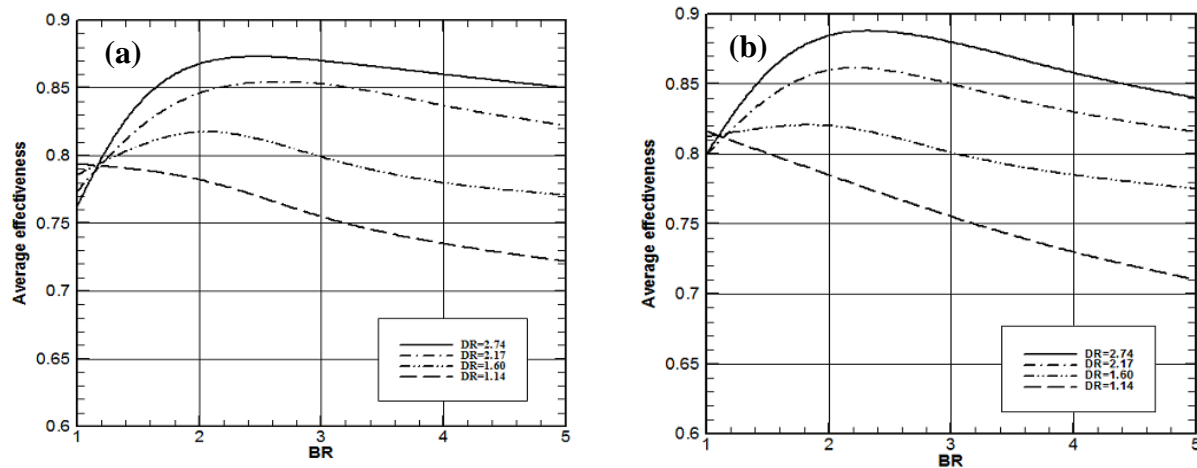 (a)
0.9
0.85
0.8
0.75
0.7
0.65
0.6
Average effectiveness
DR=2.74
DR=2.17
DR=1.60
DR=1.14
1 2 3 4 5
BR
(b)
0.9
0.85
0.8
0.75
0.7
0.65
0.6
Average effectiveness
DR=2.74
DR=2.17
DR=1.60
DR=1.14
1 2 3 4 5
BR